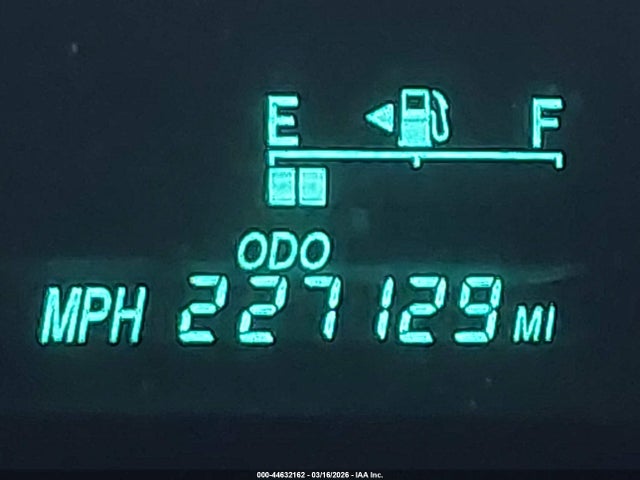 E F
ODO
MPH 227129 MI
000-44632162 - 03/16/2026 - IAA Inc.